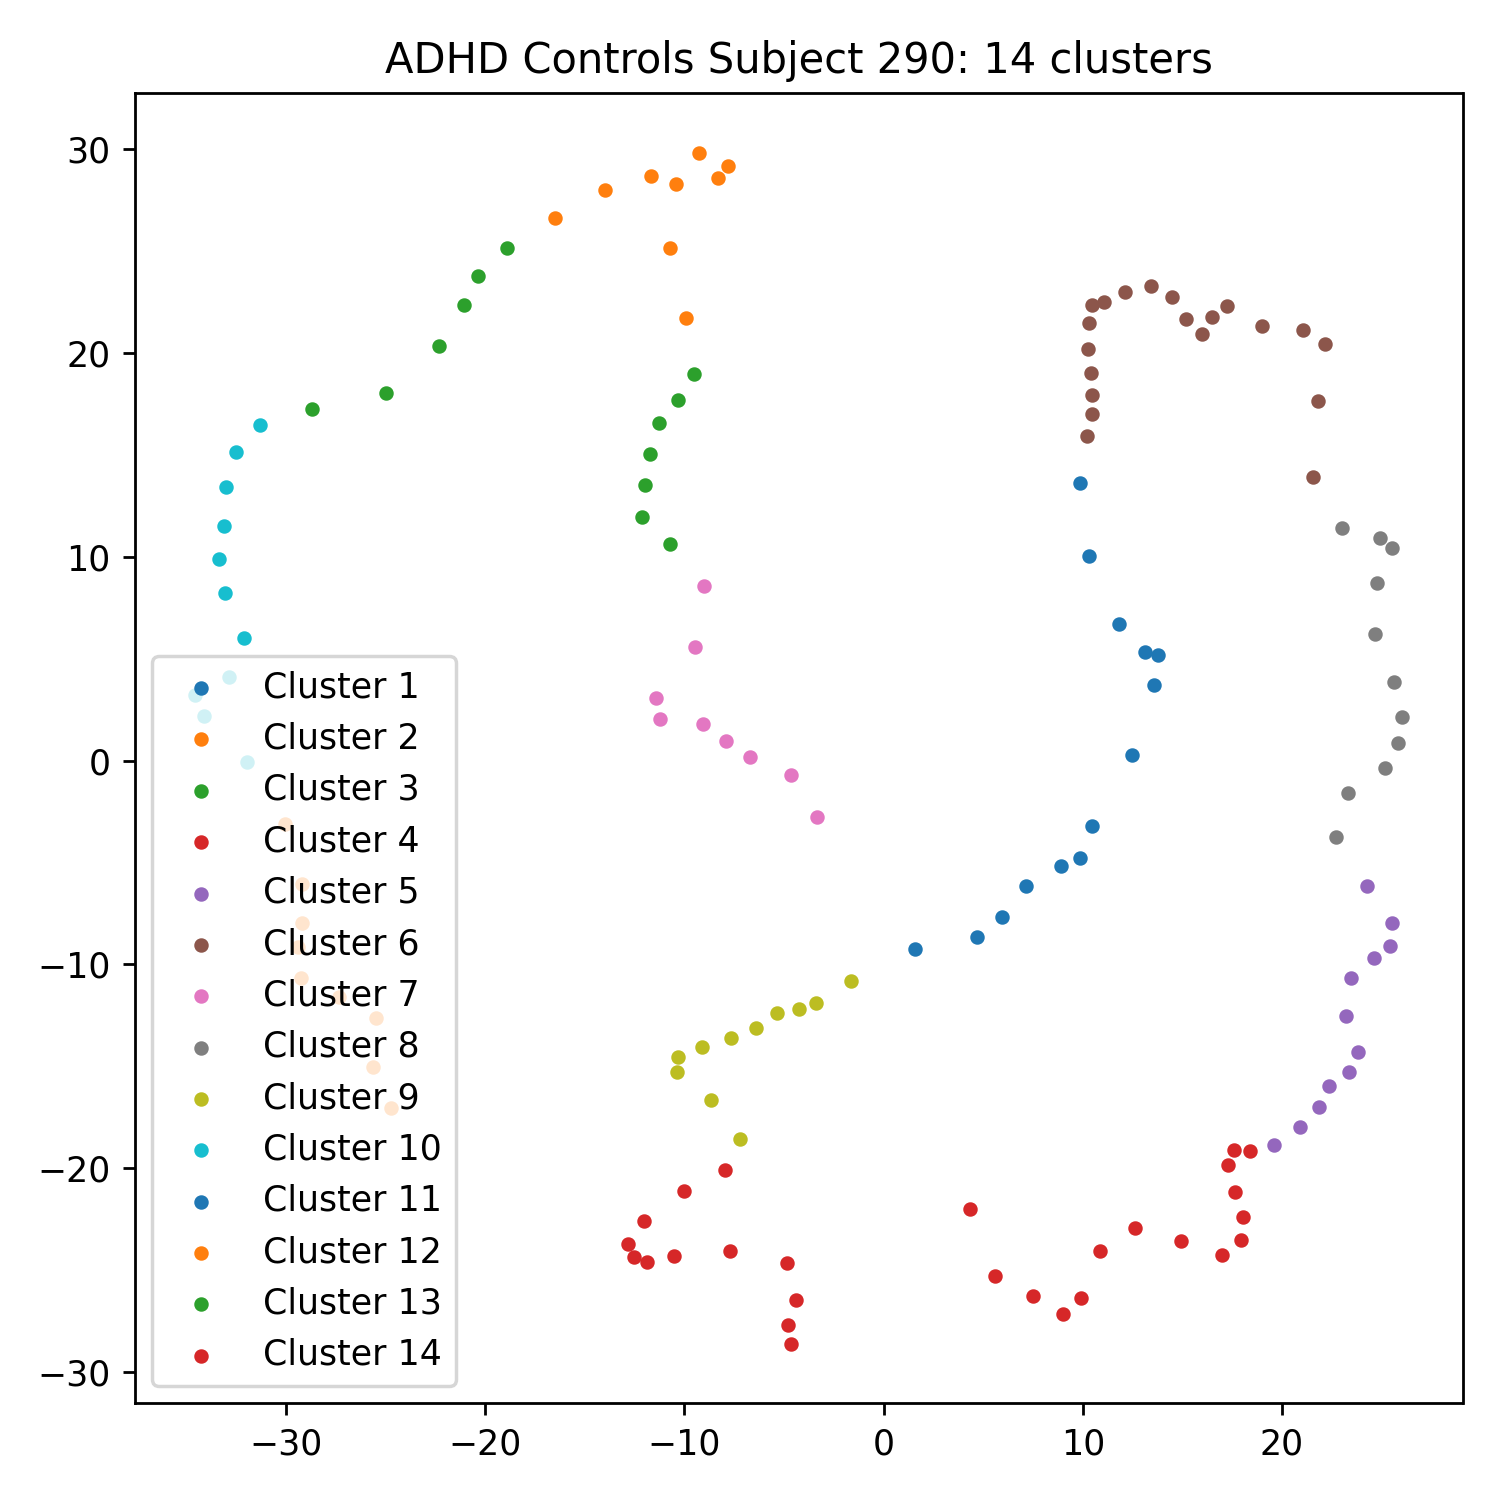 ADHD Controls Subject 290: 14 clusters
30
20
10
0
−10
−20
−30
Cluster 1
Cluster 2
Cluster 3
Cluster 4
Cluster 5
Cluster 6
Cluster 7
Cluster 8
Cluster 9
Cluster 10
Cluster 11
Cluster 12
Cluster 13
Cluster 14
−30 −20 −10 0 10 20